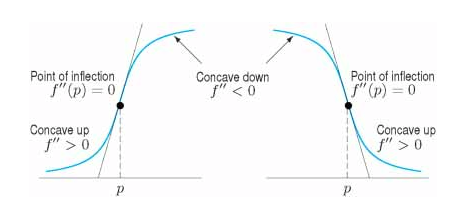 Point of inflection
f''(p) = 0
Concave down
f'' < 0
Point of inflection
f''(p) = 0
Concave up
f'' > 0
Concave up
f'' > 0
p
p